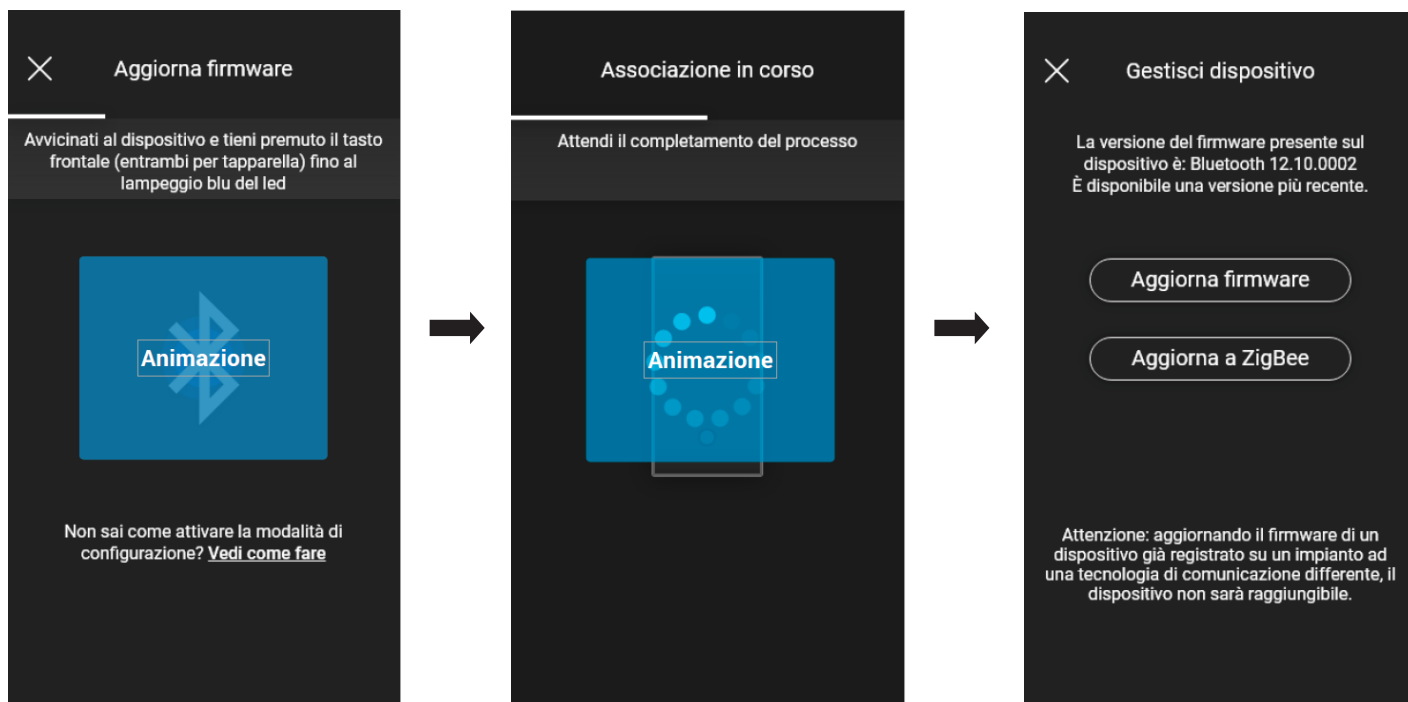 Aggiorna firmware
Avvicinati al dispositivo e tieni premuto il tasto
frontale (entrambi per tapparella) fino al
lampeggio blu del led
Animazione
Non sai come attivare la modalità di
configurazione? Vedi come fare
Associazione in corso
Attendi il completamento del processo
Animazione
Gestisci dispositivo
La versione del firmware presente sul
dispositivo è: Bluetooth 12.10.0002
È disponibile una versione più recente.
Aggiorna firmware
Aggiorna a ZigBee
Attenzione: aggiornando il firmware di un
dispositivo già registrato su un impianto ad
una tecnologia di comunicazione differente, il
dispositivo non sarà raggiungibile.